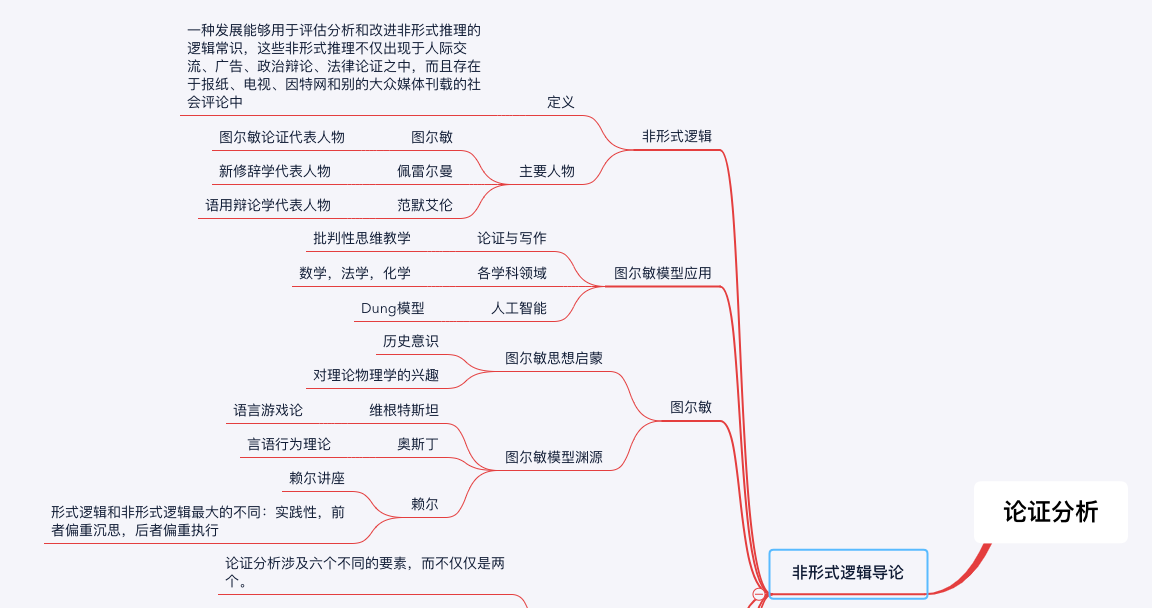 一种发展能够用于评估分析和改进非形式推理的
逻辑常识，这些非形式推理不仅出现于人际交
流、广告、政治辩论、法律论证之中，而且存在
于报纸、电视、因特网和别的大众媒体刊载的社
会评论中
定义
非形式逻辑
图尔敏论证代表人物
图尔敏
新修辞学代表人物
佩雷尔曼
主要人物
语用辩论学代表人物
范默艾伦
批判性思维教学
论证与写作
数学，法学，化学
各学科领域
图尔敏模型应用
Dung模型
人工智能
历史意识
图尔敏思想启蒙
对理论物理学的兴趣
图尔敏
语言游戏论
维根特斯坦
言语行为理论
奥斯丁
图尔敏模型渊源
赖尔讲座
赖尔
形式逻辑和非形式逻辑最大的不同：实践性，前
者偏重沉思，后者偏重执行
论证分析涉及六个不同的要素，而不仅仅是两
个。
非形式逻辑导论
论证分析